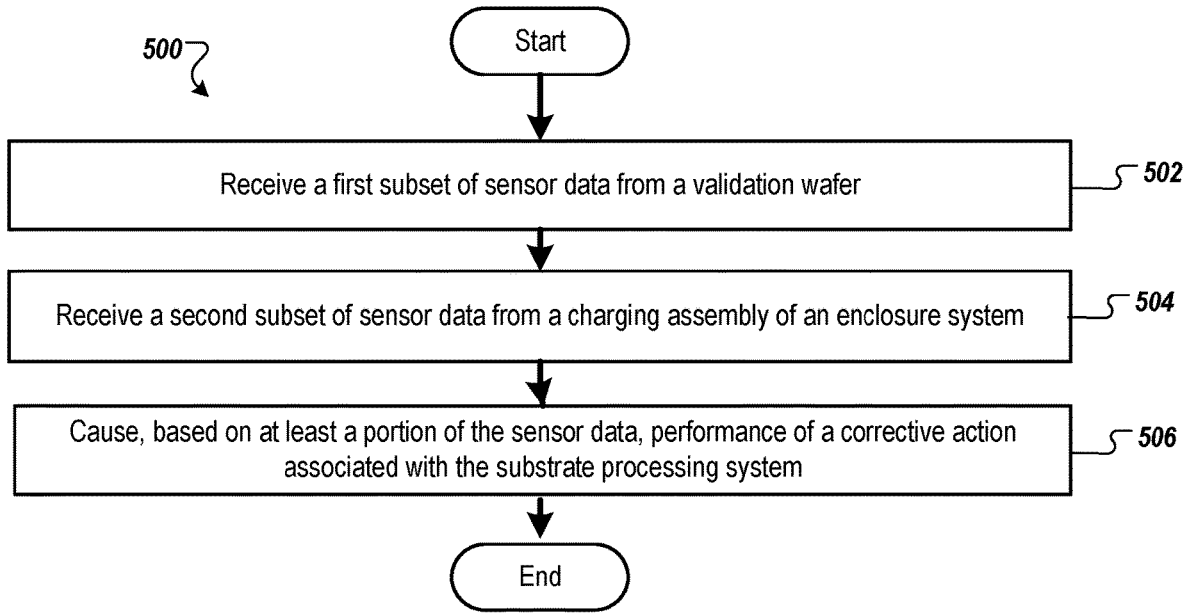 500
Start
Receive a first subset of sensor data from a validation wafer
502
Receive a second subset of sensor data from a charging assembly of an enclosure system
504
Cause, based on at least a portion of the sensor data, performance of a corrective action
associated with the substrate processing system
506
End